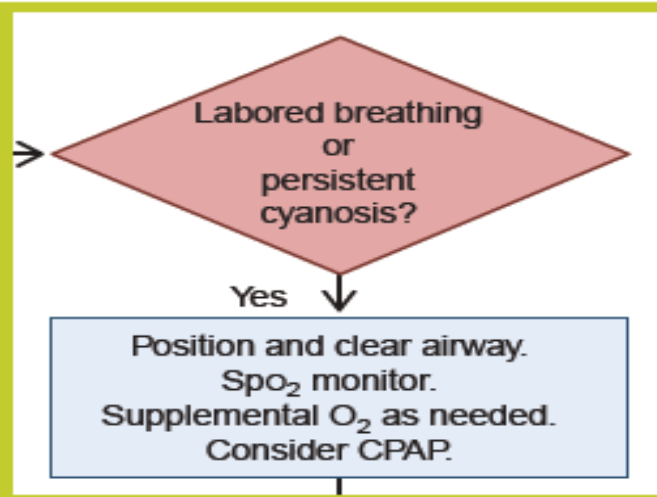 Labored breathing
or
persistent
cyanosis?
Yes
Position and clear airway.
Spo₂ monitor.
Supplemental O₂ as needed.
Consider CPAP.